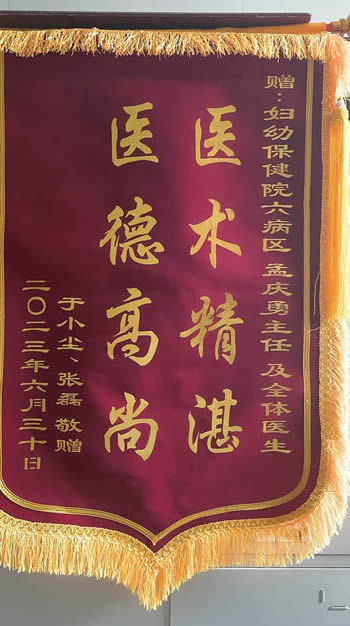 赠：妇幼保健院六病区 孟庆勇主任 及全体医生
医术精湛
医德高尚
于小尘、张磊 敬赠
二〇二三年六月三十日